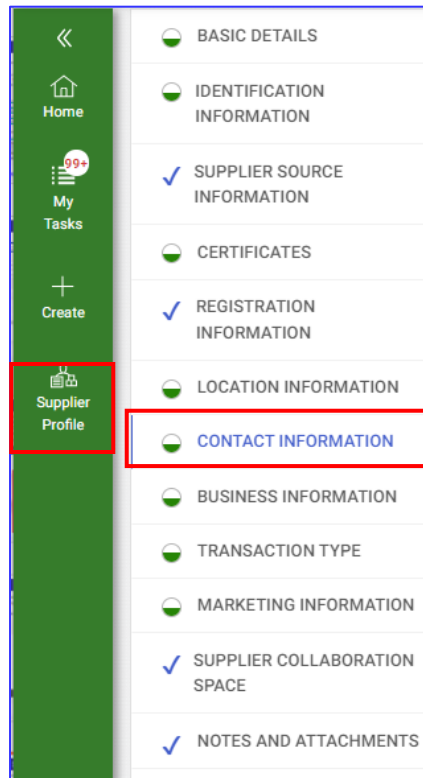 Home
99+
My
Tasks
Create
Supplier
Profile
BASIC DETAILS
IDENTIFICATION
INFORMATION
SUPPLIER SOURCE
INFORMATION
CERTIFICATES
REGISTRATION
INFORMATION
LOCATION INFORMATION
CONTACT INFORMATION
BUSINESS INFORMATION
TRANSACTION TYPE
MARKETING INFORMATION
SUPPLIER COLLABORATION
SPACE
NOTES AND ATTACHMENTS